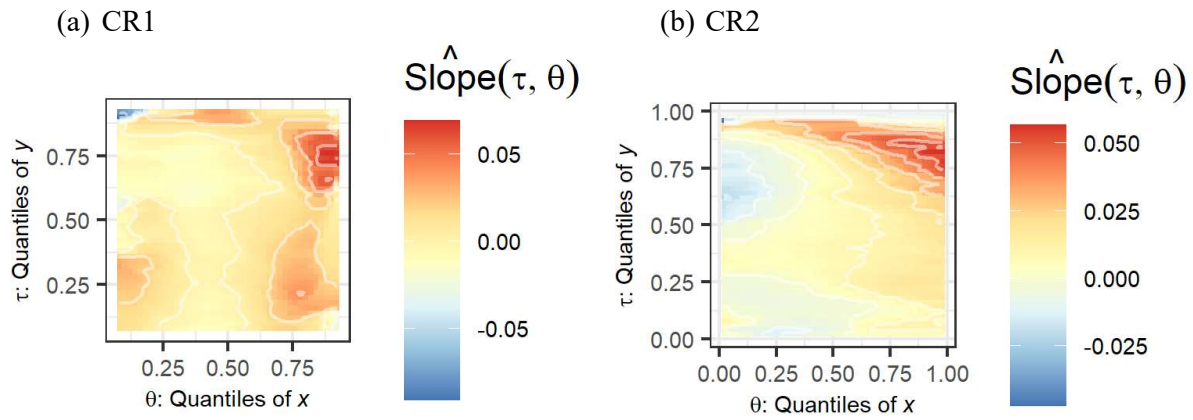 (a) CR1
^
Slope(τ, θ)
0.05
0.00
-0.05
τ: Quantiles of y
0.75
0.50
0.25
0.25 0.50 0.75
θ: Quantiles of x
(b) CR2
^
Slope(τ, θ)
0.050
0.025
0.000
-0.025
τ: Quantiles of y
1.00
0.75
0.50
0.25
0.00
0.00 0.25 0.50 0.75 1.00
θ: Quantiles of x